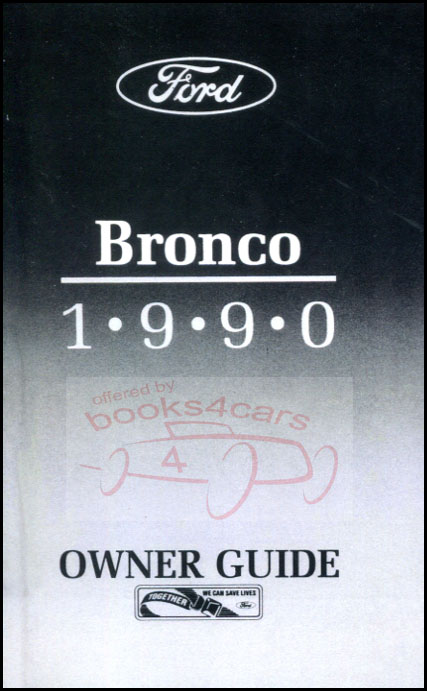 Ford
Bronco
1•9•9•0
offered by
books4cars
4
OWNER GUIDE
TOGETHER
WE CAN SAVE LIVES
Ford